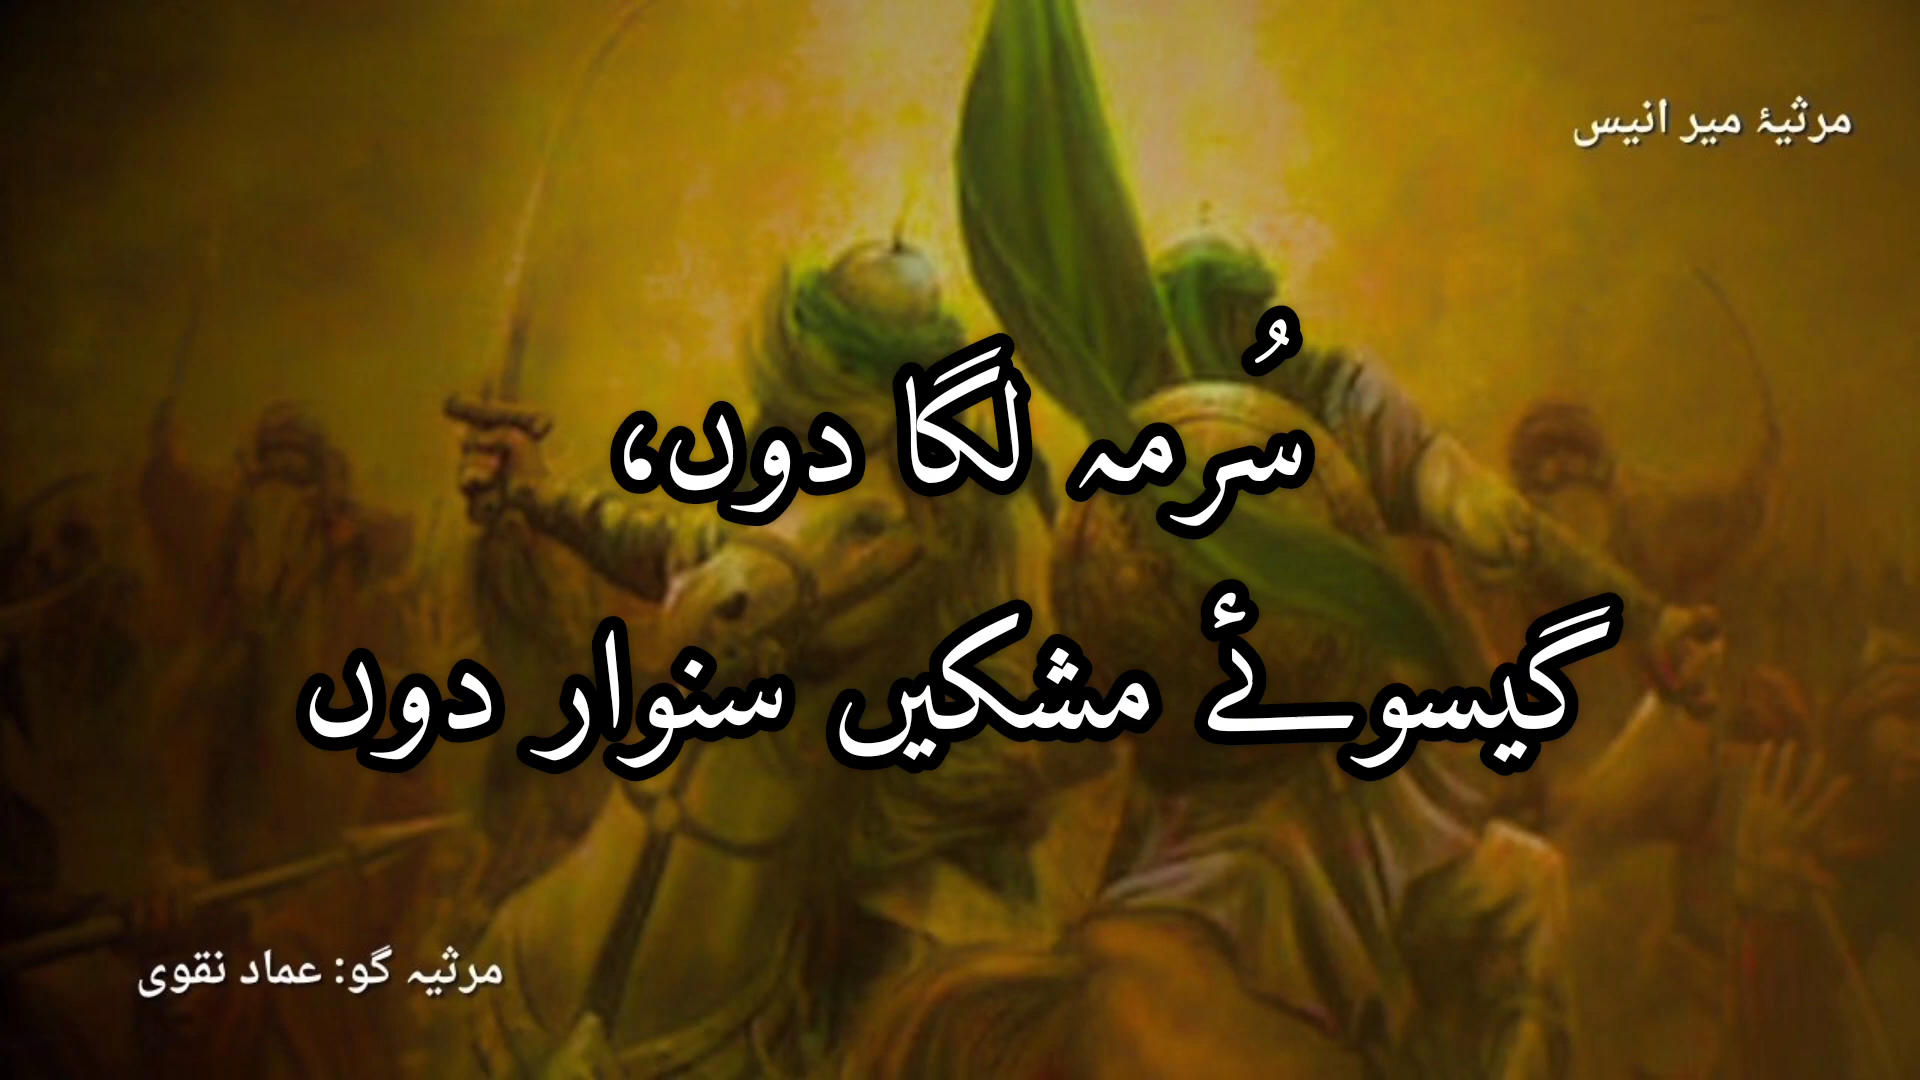 مرثیۂ میر انیس
سُرمہ لگا دوں،
گیسوئے مشکیں سنوار دوں
مرثیہ گو: عماد نقوی